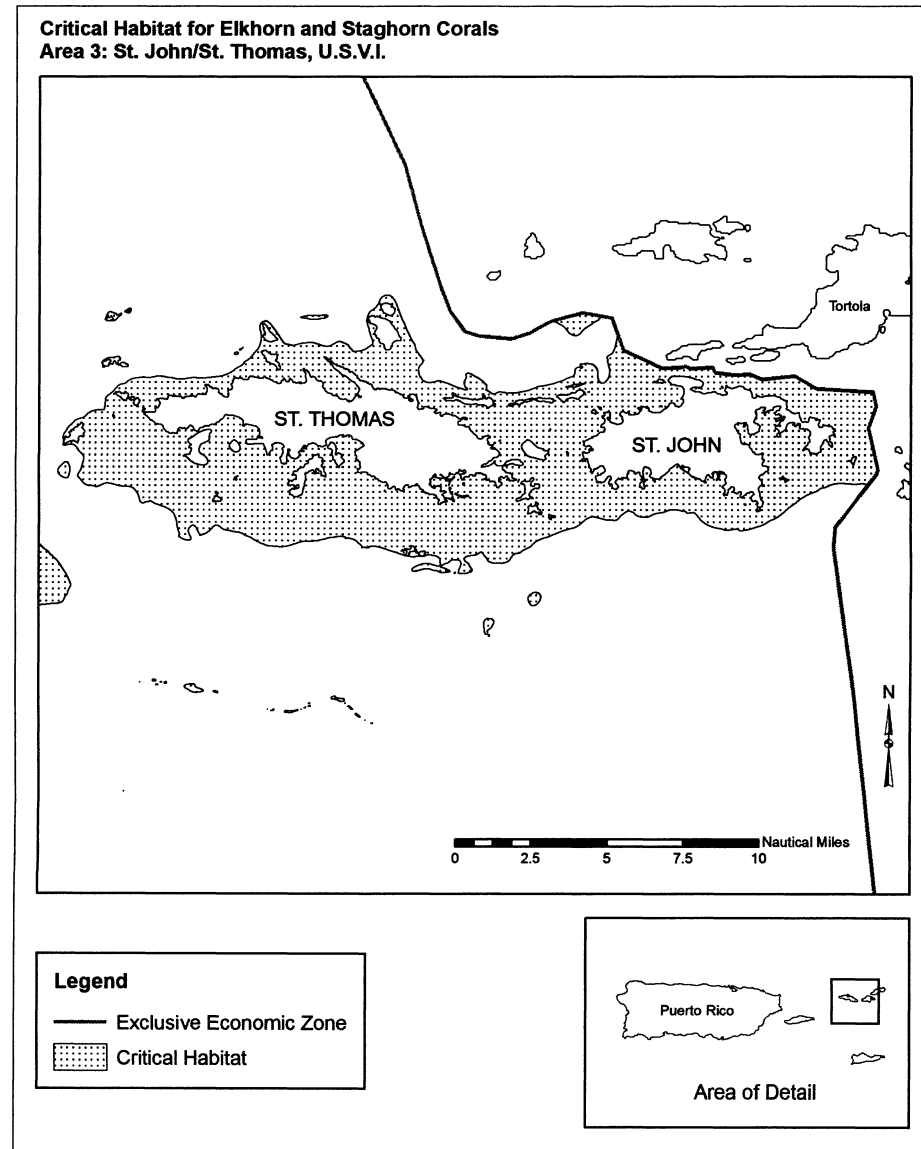 Critical Habitat for Elkhorn and Staghorn Corals
Area 3: St. John/St. Thomas, U.S.V.I.
Tortola
ST. THOMAS
ST. JOHN
N
Nautical Miles
0 2.5 5 7.5 10
Legend
Exclusive Economic Zone
Critical Habitat
Puerto Rico
Area of Detail